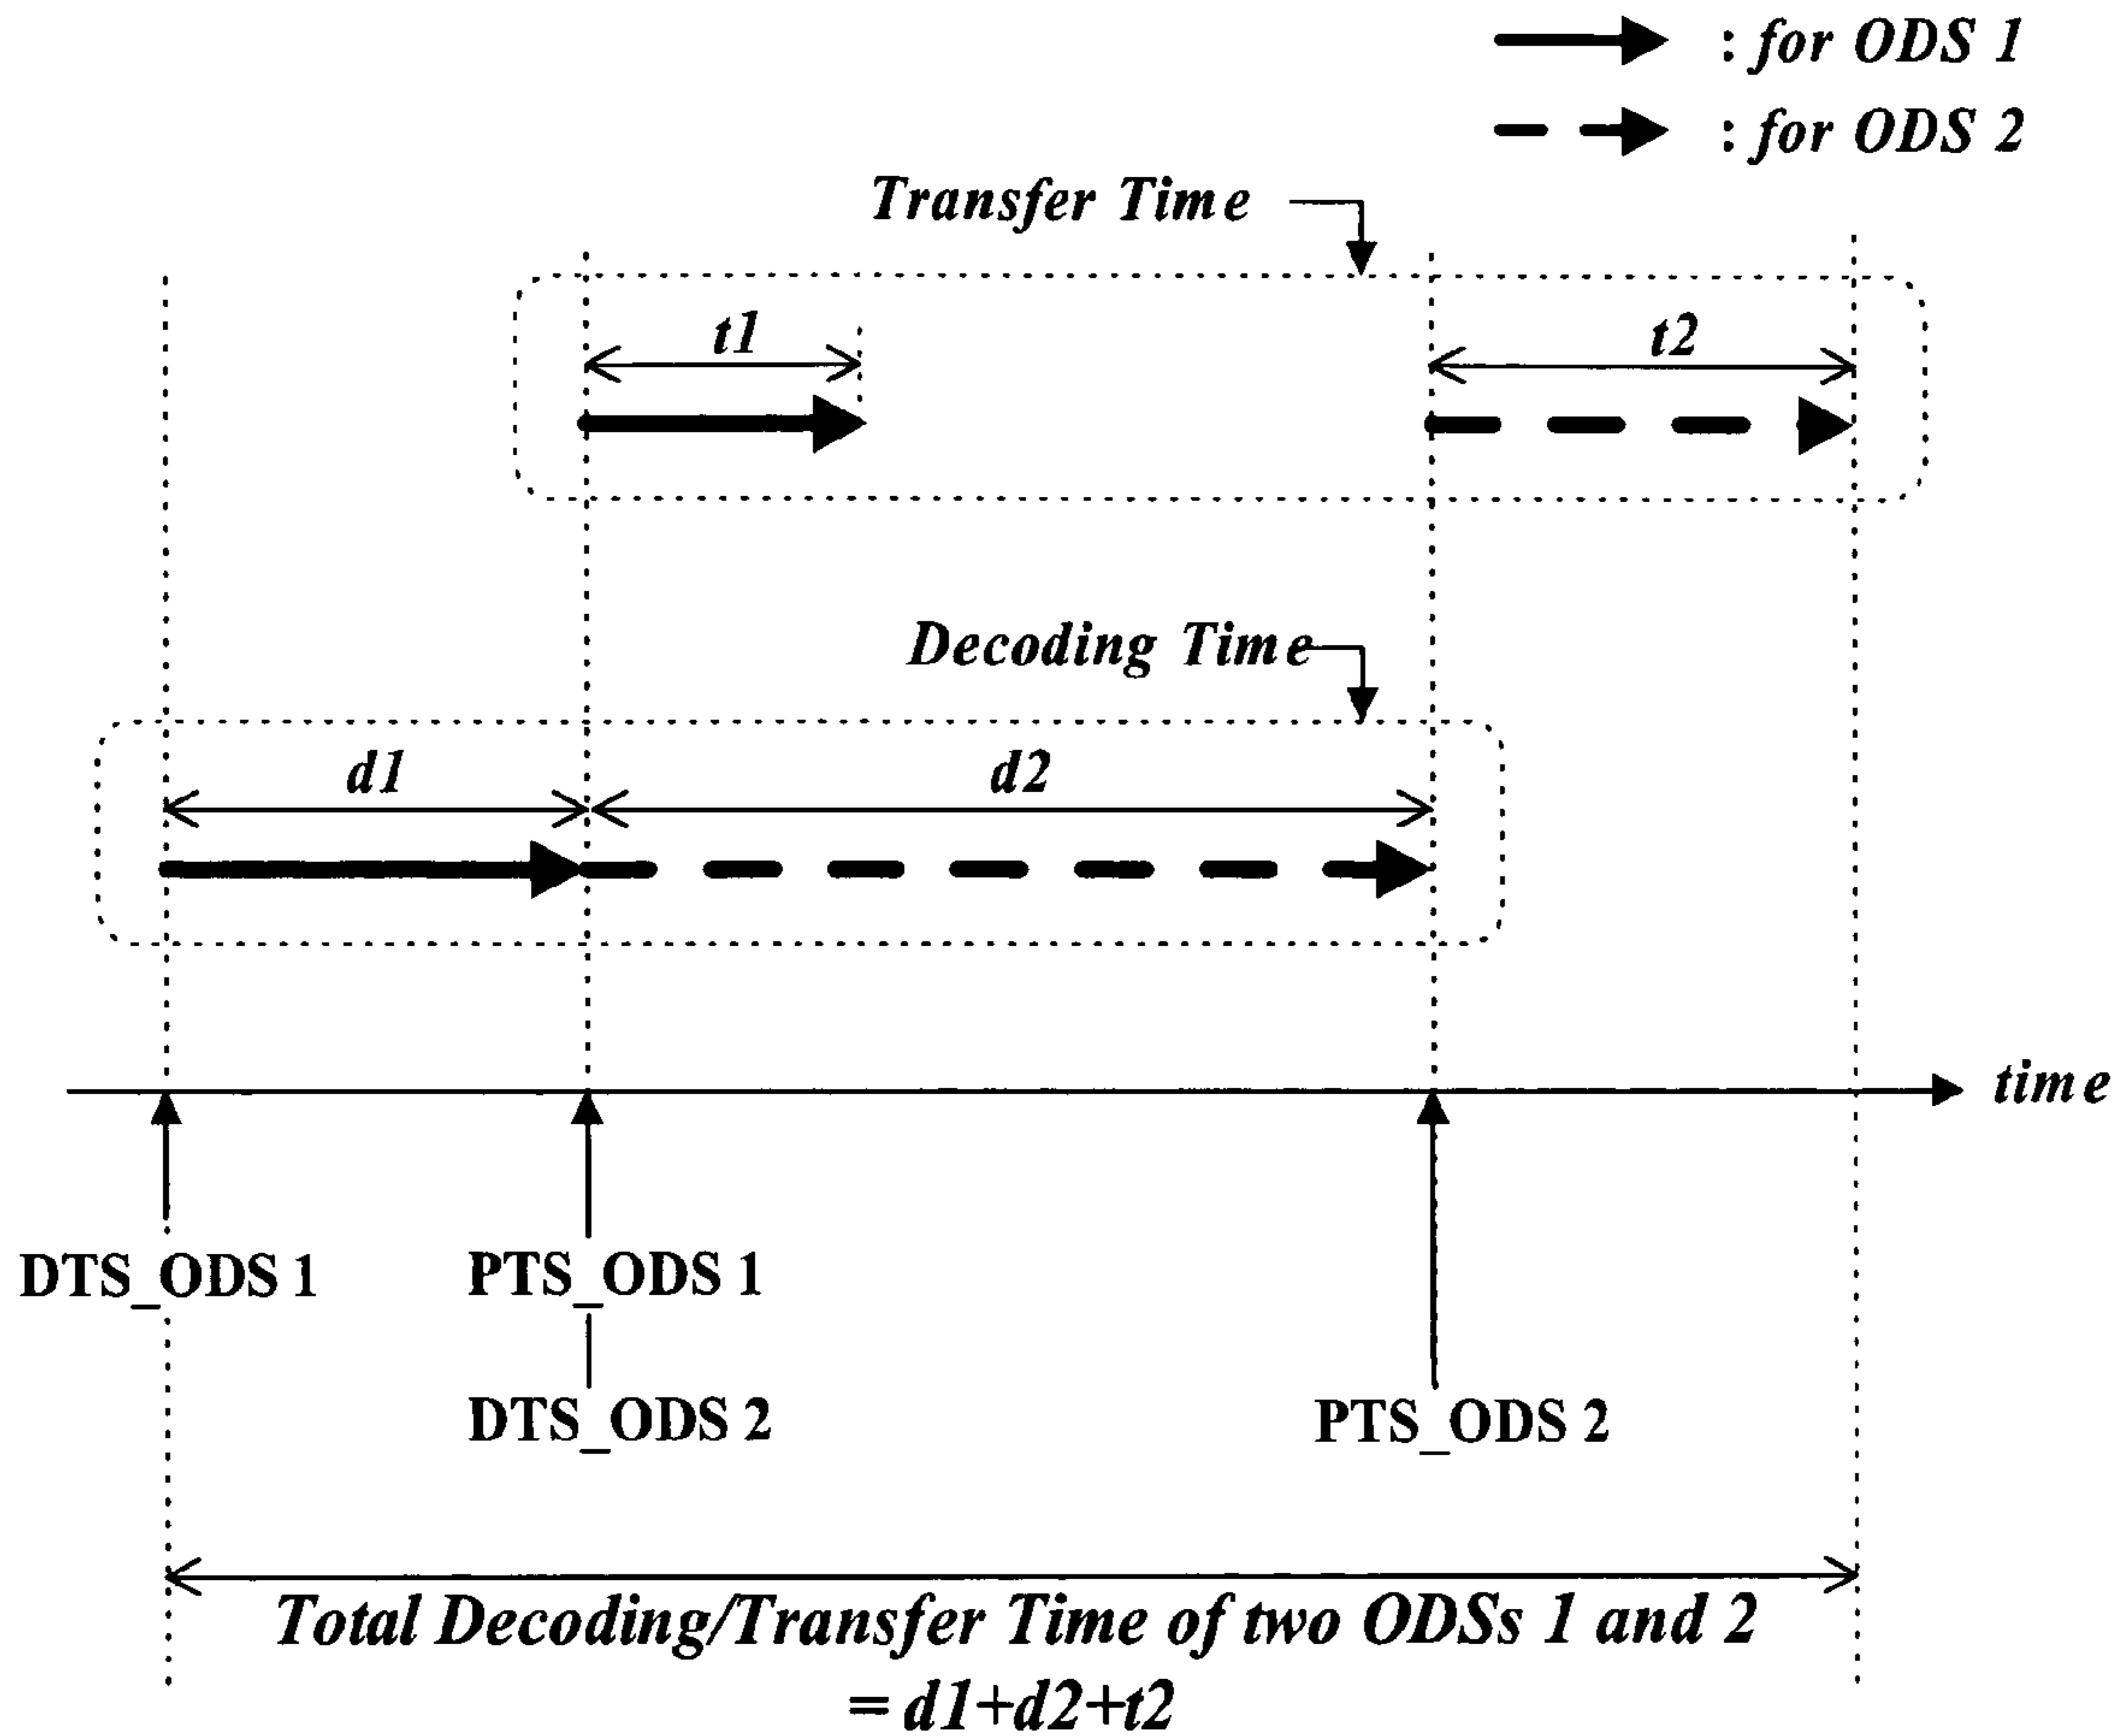 : for ODS 1
: for ODS 2
Transfer Time
t1
t2
Decoding Time
d1
d2
time
DTS_ODS 1
PTS_ODS 1
DTS_ODS 2
PTS_ODS 2
Total Decoding/Transfer Time of two ODSs 1 and 2
= d1+d2+t2